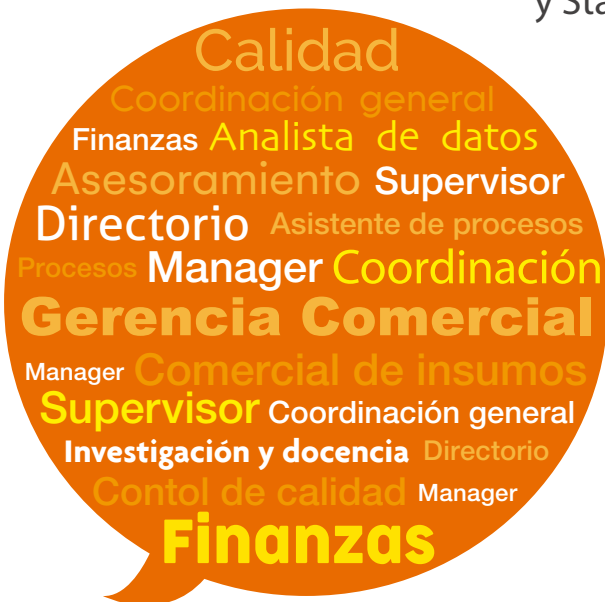 y Sta
Calidad
Coordinación general
Finanzas Analista de datos
Asesoramiento Supervisor
Directorio Asistente de procesos
Procesos Manager Coordinación
Gerencia Comercial
Manager Comercial de insumos
Supervisor Coordinación general
Investigación y docencia Directorio
Contol de calidad Manager
Finanzas